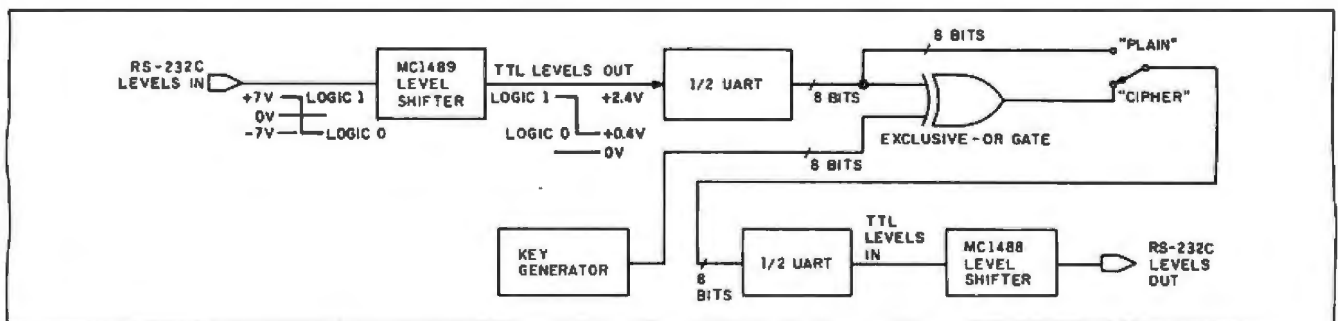 RS-232C
LEVELS IN
+7V
0V
-7V
LOGIC 1
LOGIC 0
MC1489
LEVEL
SHIFTER
TTL LEVELS OUT
LOGIC 1
+2.4V
LOGIC 0
+0.4V
0V
1/2 UART
8 BITS
8 BITS
"PLAIN"
"CIPHER"
EXCLUSIVE-OR GATE
8 BITS
KEY
GENERATOR
8
BITS
1/2 UART
TTL
LEVELS
IN
MC1488
LEVEL
SHIFTER
RS-232C
LEVELS
OUT